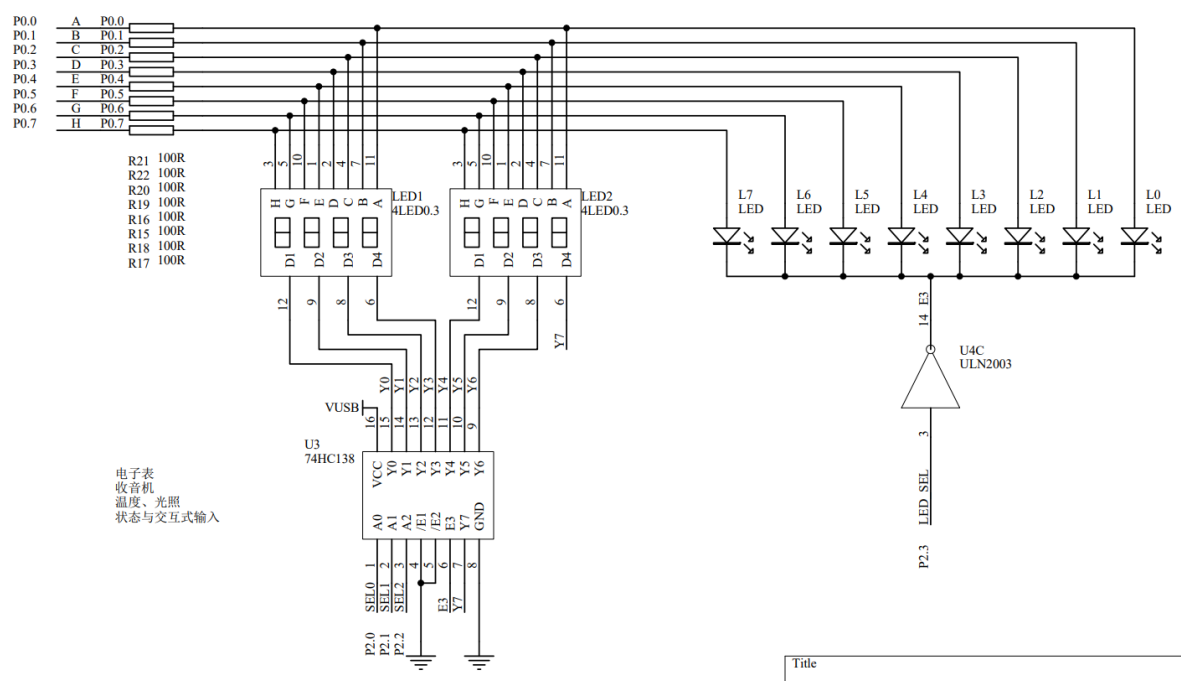 P0.0 A P0.0
P0.1 B P0.1
P0.2 C P0.2
P0.3 D P0.3
P0.4 E P0.4
P0.5 F P0.5
P0.6 G P0.6
P0.7 H P0.7
R21 100R
R22 100R
R20 100R
R19 100R
R16 100R
R15 100R
R18 100R
R17 100R
3 5 10 1 2 4 7 11
H G F E D C B A
LED1
4LED0.3
D1 D2 D3 D4
12 9 8 6
3 5 10 1 2 4 7 11
H G F E D C B A
LED2
4LED0.3
D1 D2 D3 D4
12 9 8 6
Y7
L7 L6 L5 L4 L3 L2 L1 L0
LED LED LED LED LED LED LED LED
E3
14
U4C
ULN2003
3
LED SEL
P2.3
Y0 Y1 Y2 Y3 Y4 Y5 Y6
VUSB
16 15 14 13 12 11 10 9
U3
74HC138
VCC Y0 Y1 Y2 Y3 Y4 Y5 Y6
A0 A1 A2 /E1 /E2 E3 Y7 GND
1 2 3 4 5 6 7 8
SEL0 SEL1 SEL2 E3 Y7
P2.0 P2.1 P2.2
电子表
收音机
温度、光照
状态与交互式输入
Title